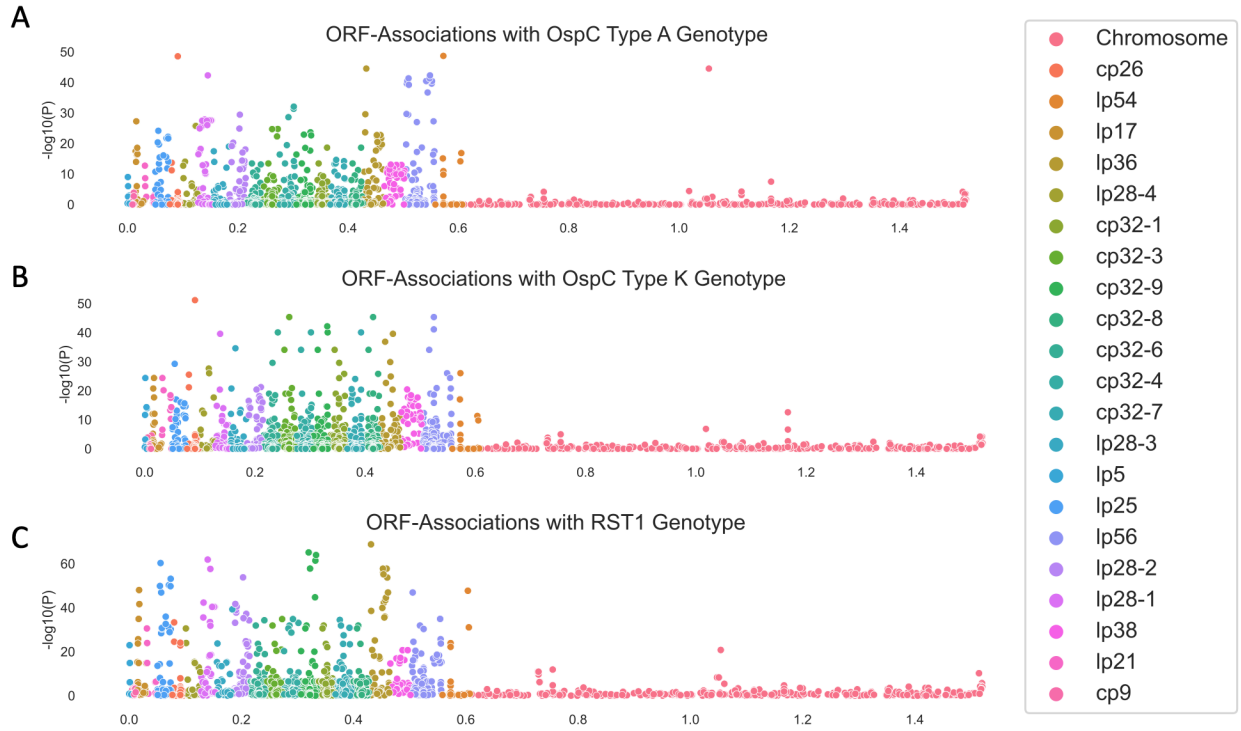 A
ORF-Associations with OspC Type A Genotype
50
40
30
20
10
0
-log10(P)
0.0 0.2 0.4 0.6 0.8 1.0 1.2 1.4
B
ORF-Associations with OspC Type K Genotype
50
40
30
20
10
0
-log10(P)
0.0 0.2 0.4 0.6 0.8 1.0 1.2 1.4
C
ORF-Associations with RST1 Genotype
60
40
20
0
-log10(P)
0.0 0.2 0.4 0.6 0.8 1.0 1.2 1.4
Chromosome
cp26
lp54
lp17
lp36
lp28-4
cp32-1
cp32-3
cp32-9
cp32-8
cp32-6
cp32-4
cp32-7
lp28-3
lp5
lp25
lp56
lp28-2
lp28-1
lp38
lp21
cp9